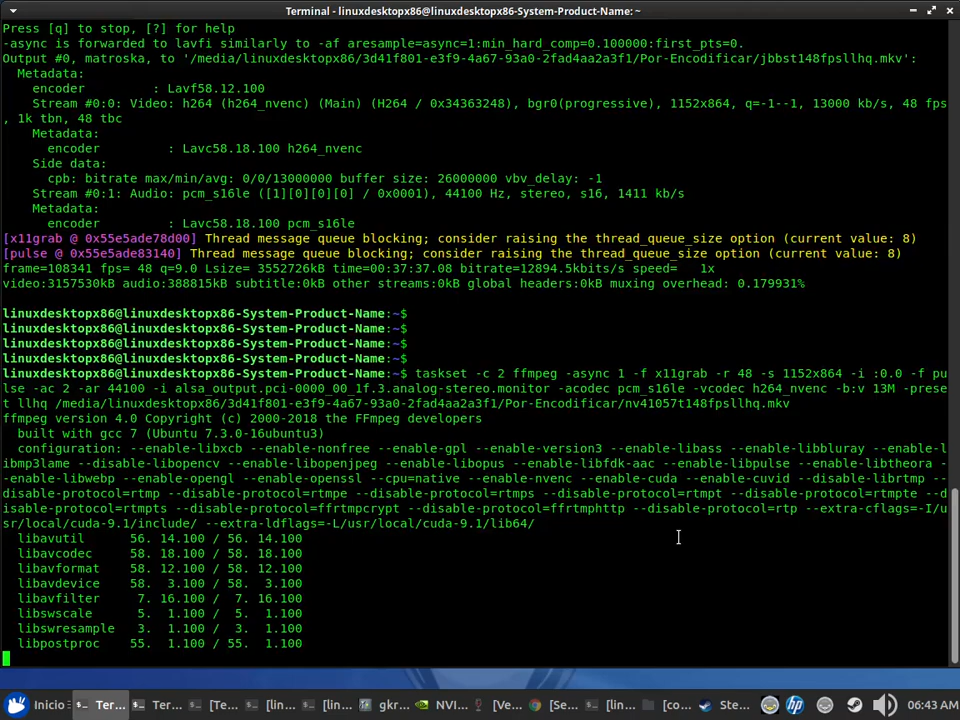 Terminal - linuxdesktopx86@linuxdesktopx86-System-Product-Name: ~
Press [q] to stop, [?] for help
-async is forwarded to lavfi similarly to -af aresample=async=1:min_hard_comp=0.100000:first_pts=0.
Output #0, matroska, to '/media/linuxdesktopx86/3d41f801-e3f9-4a67-93a0-2fad4aa2a3f1/Por-Encodificar/jbbst148fpsllhq.mkv':
  Metadata:
    encoder         : Lavf58.12.100
    Stream #0:0: Video: h264 (h264_nvenc) (Main) (H264 / 0x34363248), bgr0(progressive), 1152x864, q=-1--1, 13000 kb/s, 48 fps
, 1k tbn, 48 tbc
    Metadata:
      encoder         : Lavc58.18.100 h264_nvenc
    Side data:
      cpb: bitrate max/min/avg: 0/0/13000000 buffer size: 26000000 vbv_delay: -1
    Stream #0:1: Audio: pcm_s16le ([1][0][0][0] / 0x0001), 44100 Hz, stereo, s16, 1411 kb/s
    Metadata:
      encoder         : Lavc58.18.100 pcm_s16le
[x11grab @ 0x55e5ade78d00] Thread message queue blocking; consider raising the thread_queue_size option (current value: 8)
[pulse @ 0x55e5ade83140] Thread message queue blocking; consider raising the thread_queue_size option (current value: 8)
frame=108341 fps= 48 q=9.0 Lsize= 3552726kB time=00:37:37.08 bitrate=12894.5kbits/s speed=   1x
video:3157530kB audio:388815kB subtitle:0kB other streams:0kB global headers:0kB muxing overhead: 0.179931%
linuxdesktopx86@linuxdesktopx86-System-Product-Name:~$
linuxdesktopx86@linuxdesktopx86-System-Product-Name:~$
linuxdesktopx86@linuxdesktopx86-System-Product-Name:~$
linuxdesktopx86@linuxdesktopx86-System-Product-Name:~$
linuxdesktopx86@linuxdesktopx86-System-Product-Name:~$ taskset -c 2 ffmpeg -async 1 -f x11grab -r 48 -s 1152x864 -i :0.0 -f pu
lse -ac 2 -ar 44100 -i alsa_output.pci-0000_00_1f.3.analog-stereo.monitor -acodec pcm_s16le -vcodec h264_nvenc -b:v 13M -prese
t llhq /media/linuxdesktopx86/3d41f801-e3f9-4a67-93a0-2fad4aa2a3f1/Por-Encodificar/nv41057t148fpsllhq.mkv
ffmpeg version 4.0 Copyright (c) 2000-2018 the FFmpeg developers
  built with gcc 7 (Ubuntu 7.3.0-16ubuntu3)
  configuration: --enable-libxcb --enable-nonfree --enable-gpl --enable-version3 --enable-libass --enable-libbluray --enable-l
ibmp3lame --disable-libopencv --enable-libopenjpeg --enable-libopus --enable-libfdk-aac --enable-libpulse --enable-libtheora -
-enable-libwebp --enable-opengl --enable-openssl --cpu=native --enable-nvenc --enable-cuda --enable-cuvid --disable-librtmp --
disable-protocol=rtmp --disable-protocol=rtmpe --disable-protocol=rtmps --disable-protocol=rtmpt --disable-protocol=rtmpte --d
isable-protocol=rtmpts --disable-protocol=ffrtmpcrypt --disable-protocol=ffrtmphttp --disable-protocol=rtp --extra-cflags=-I/u
sr/local/cuda-9.1/include/ --extra-ldflags=-L/usr/local/cuda-9.1/lib64/
  libavutil      56. 14.100 / 56. 14.100
  libavcodec     58. 18.100 / 58. 18.100
  libavformat    58. 12.100 / 58. 12.100
  libavdevice    58.  3.100 / 58.  3.100
  libavfilter     7. 16.100 /  7. 16.100
  libswscale      5.  1.100 /  5.  1.100
  libswresample   3.  1.100 /  3.  1.100
  libpostproc    55.  1.100 / 55.  1.100
Inicio Ter... Ter... [Te... [lin... [lin... gkr... NVI... [Ve... [Se... [lin... [co... Ste... hp 06:43 AM